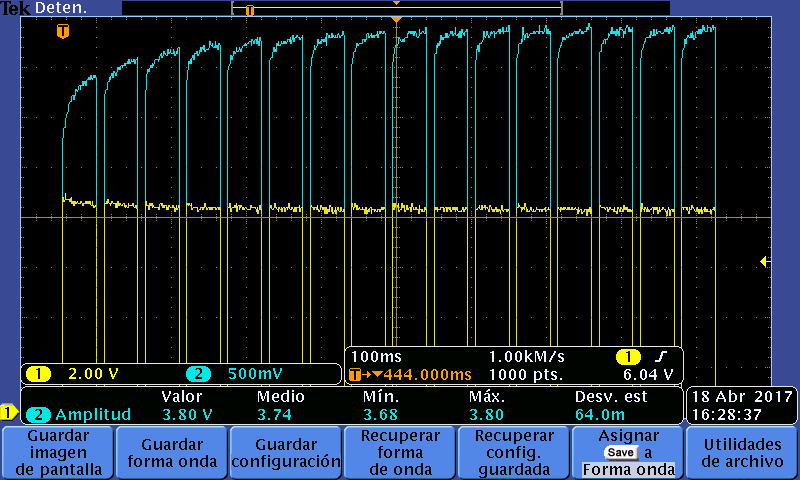 Tek Deten.
T
T
1 2.00 V 2 500mV
100ms 1.00kM/s 1
T→▼444.000ms 1000 pts. 6.04 V
Valor Medio Mín. Máx. Desv. est
1 2 Amplitud 3.80 V 3.74 3.68 3.80 64.0m
18 Abr 2017
16:28:37
Guardar
imagen
de pantalla
Guardar
forma onda
Guardar
configuración
Recuperar
forma
de onda
Recuperar
config.
guardada
Asignar
Save a
Forma onda
Utilidades
de archivo